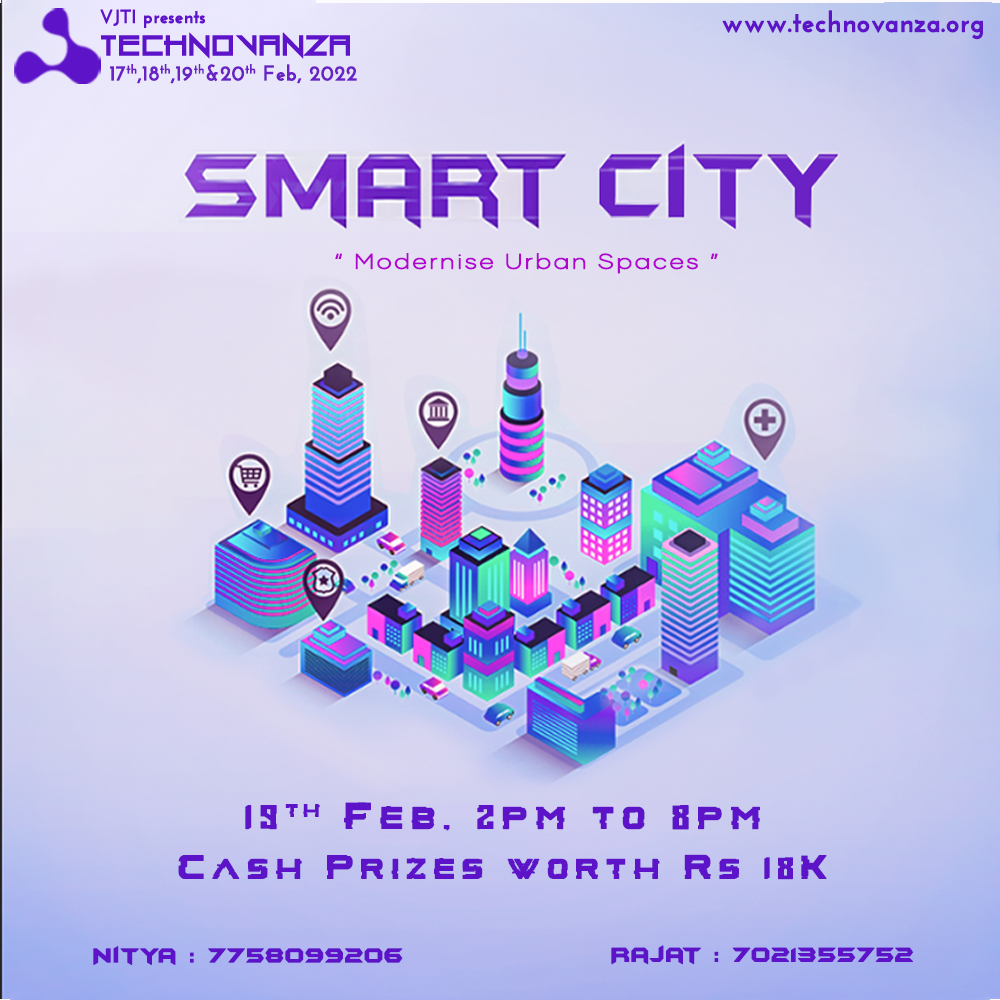 VJTI presents
TECHNOVANZA
17th,18th,19th&20th Feb, 2022
www.technovanza.org
SMART CITY
“ Modernise Urban Spaces ”
19TH FEB. 2PM TO 8PM
CASH PRIZES WORTH RS 18K
NITYA : 7758099206
RAJAT : 7021355752